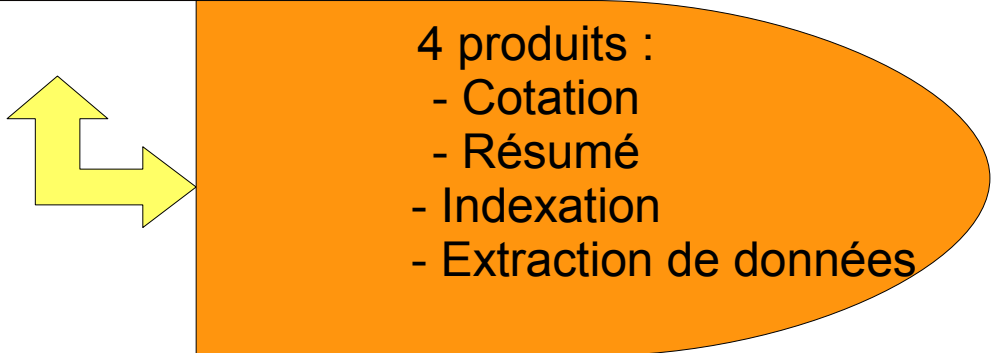 4 produits :
- Cotation
- Résumé
- Indexation
- Extraction de données